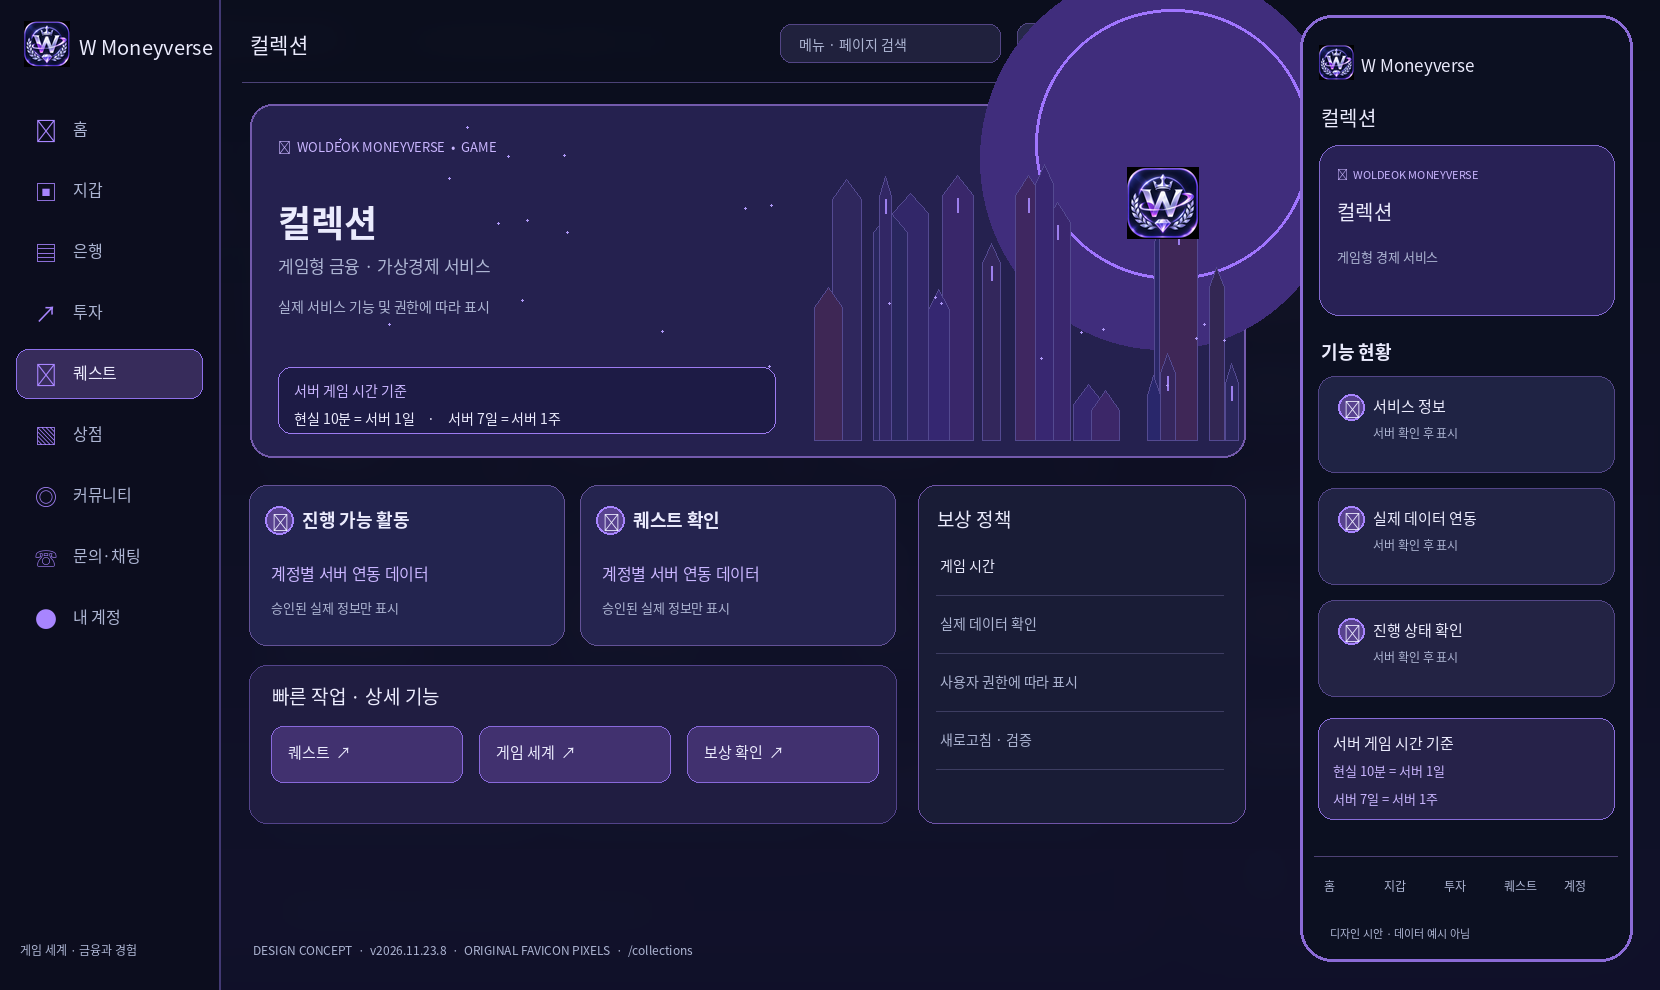 W Moneyverse
홈
지갑
은행
투자
퀘스트
상점
커뮤니티
문의·채팅
내 계정
게임 세계 · 금융과 경험
컬렉션
메뉴 · 페이지 검색
WOLDEOK MONEYVERSE • GAME
컬렉션
게임형 금융 · 가상경제 서비스
실제 서비스 기능 및 권한에 따라 표시
서버 게임 시간 기준
현실 10분 = 서버 1일 · 서버 7일 = 서버 1주
W
진행 가능 활동
계정별 서버 연동 데이터
승인된 실제 정보만 표시
퀘스트 확인
계정별 서버 연동 데이터
승인된 실제 정보만 표시
보상 정책
게임 시간
실제 데이터 확인
사용자 권한에 따라 표시
새로고침 · 검증
빠른 작업 · 상세 기능
퀘스트 ↗
게임 세계 ↗
보상 확인 ↗
DESIGN CONCEPT · v2026.11.23.8 · ORIGINAL FAVICON PIXELS · /collections
W Moneyverse
컬렉션
WOLDEOK MONEYVERSE
컬렉션
게임형 경제 서비스
기능 현황
서비스 정보
서버 확인 후 표시
실제 데이터 연동
서버 확인 후 표시
진행 상태 확인
서버 확인 후 표시
서버 게임 시간 기준
현실 10분 = 서버 1일
서버 7일 = 서버 1주
홈 지갑 투자 퀘스트 계정
디자인 시안 · 데이터 예시 아님